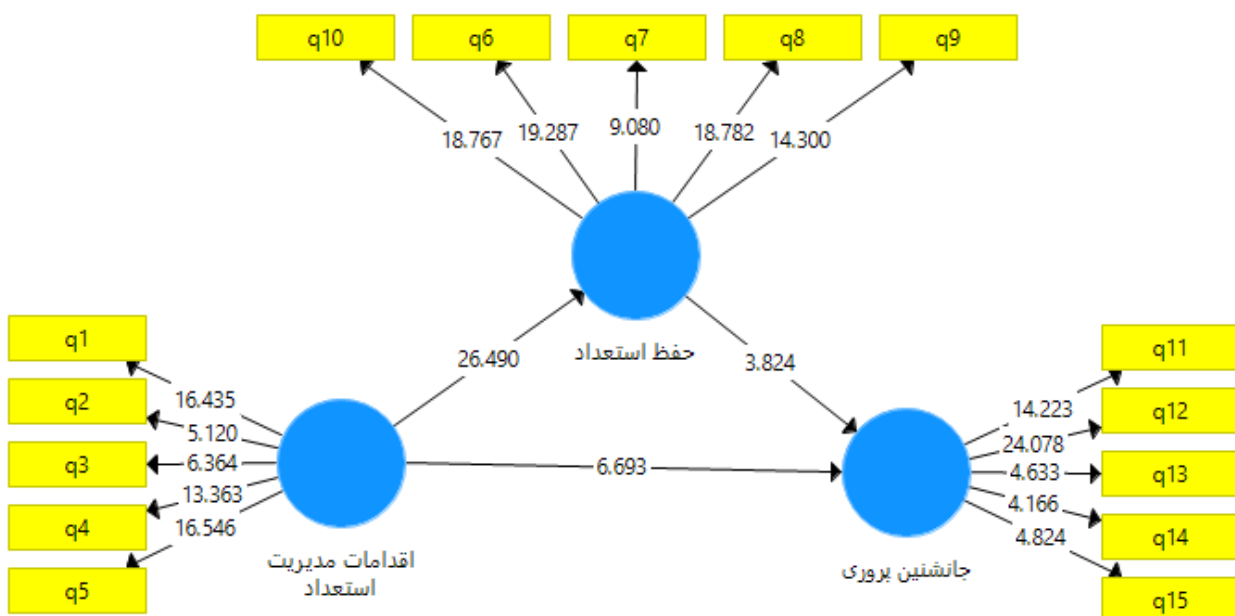 q10
q6
q7
q8
q9
18.767
19.287
9.080
18.782
14.300
حفظ استعداد
26.490
3.824
q1
q2
q3
q4
q5
16.435
5.120
6.364
13.363
16.546
اقدامات مدیریت
استعداد
6.693
جانشنین پروری
14.223
24.078
4.633
4.166
4.824
q11
q12
q13
q14
q15